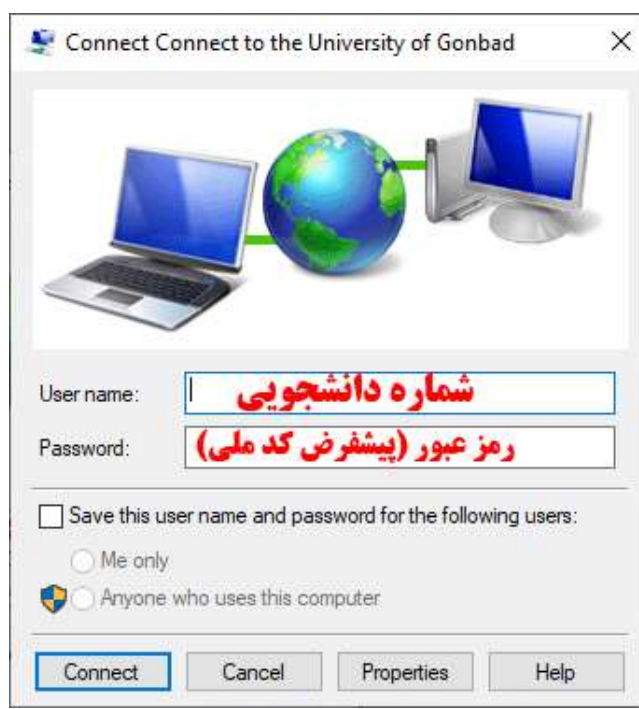 Connect Connect to the University of Gonbad
User name: شماره دانشجویی
Password: رمز عبور (پیشفرض کد ملی)
Save this user name and password for the following users:
Me only
Anyone who uses this computer
Connect Cancel Properties Help